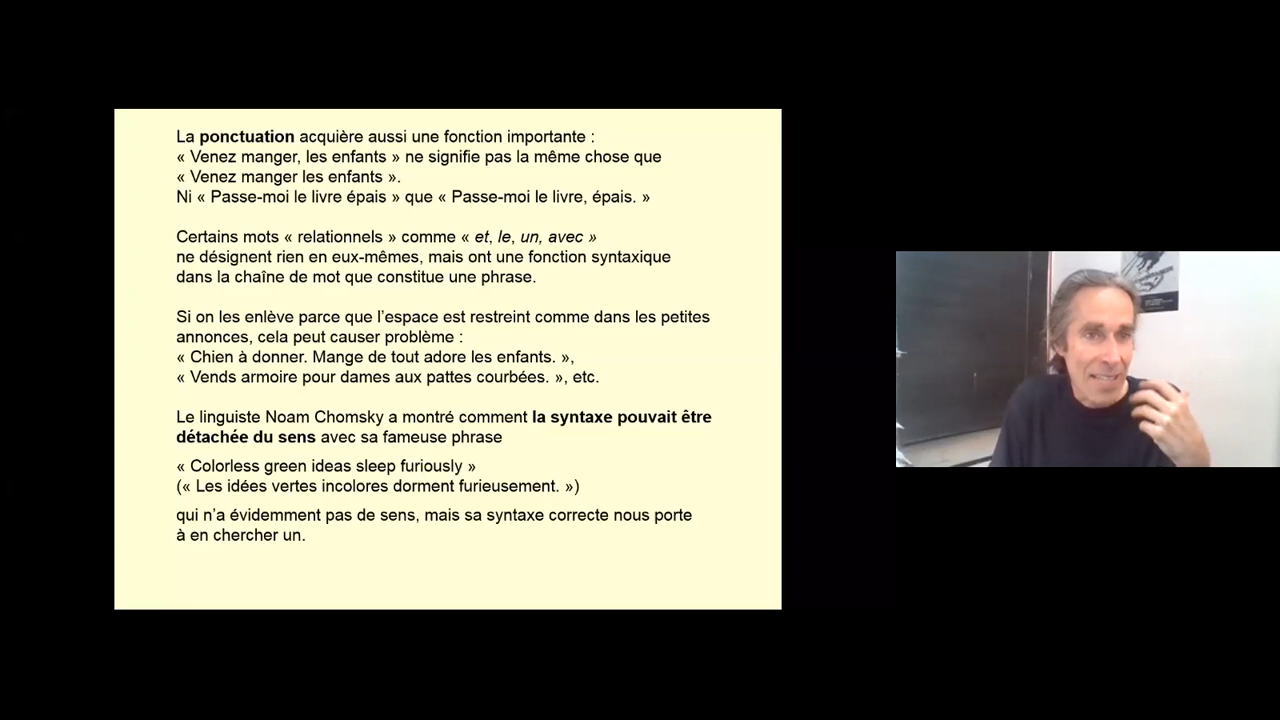 La ponctuation acquière aussi une fonction importante :
« Venez manger, les enfants » ne signifie pas la même chose que
« Venez manger les enfants ».
Ni « Passe-moi le livre épais » que « Passe-moi le livre, épais. »
Certains mots « relationnels » comme « et, le, un, avec »
ne désignent rien en eux-mêmes, mais ont une fonction syntaxique
dans la chaîne de mot que constitue une phrase.
Si on les enlève parce que l’espace est restreint comme dans les petites
annonces, cela peut causer problème :
« Chien à donner. Mange de tout adore les enfants. »,
« Vends armoire pour dames aux pattes courbées. », etc.
Le linguiste Noam Chomsky a montré comment la syntaxe pouvait être
détachée du sens avec sa fameuse phrase
« Colorless green ideas sleep furiously »
(« Les idées vertes incolores dorment furieusement. »)
qui n’a évidemment pas de sens, mais sa syntaxe correcte nous porte
à en chercher un.